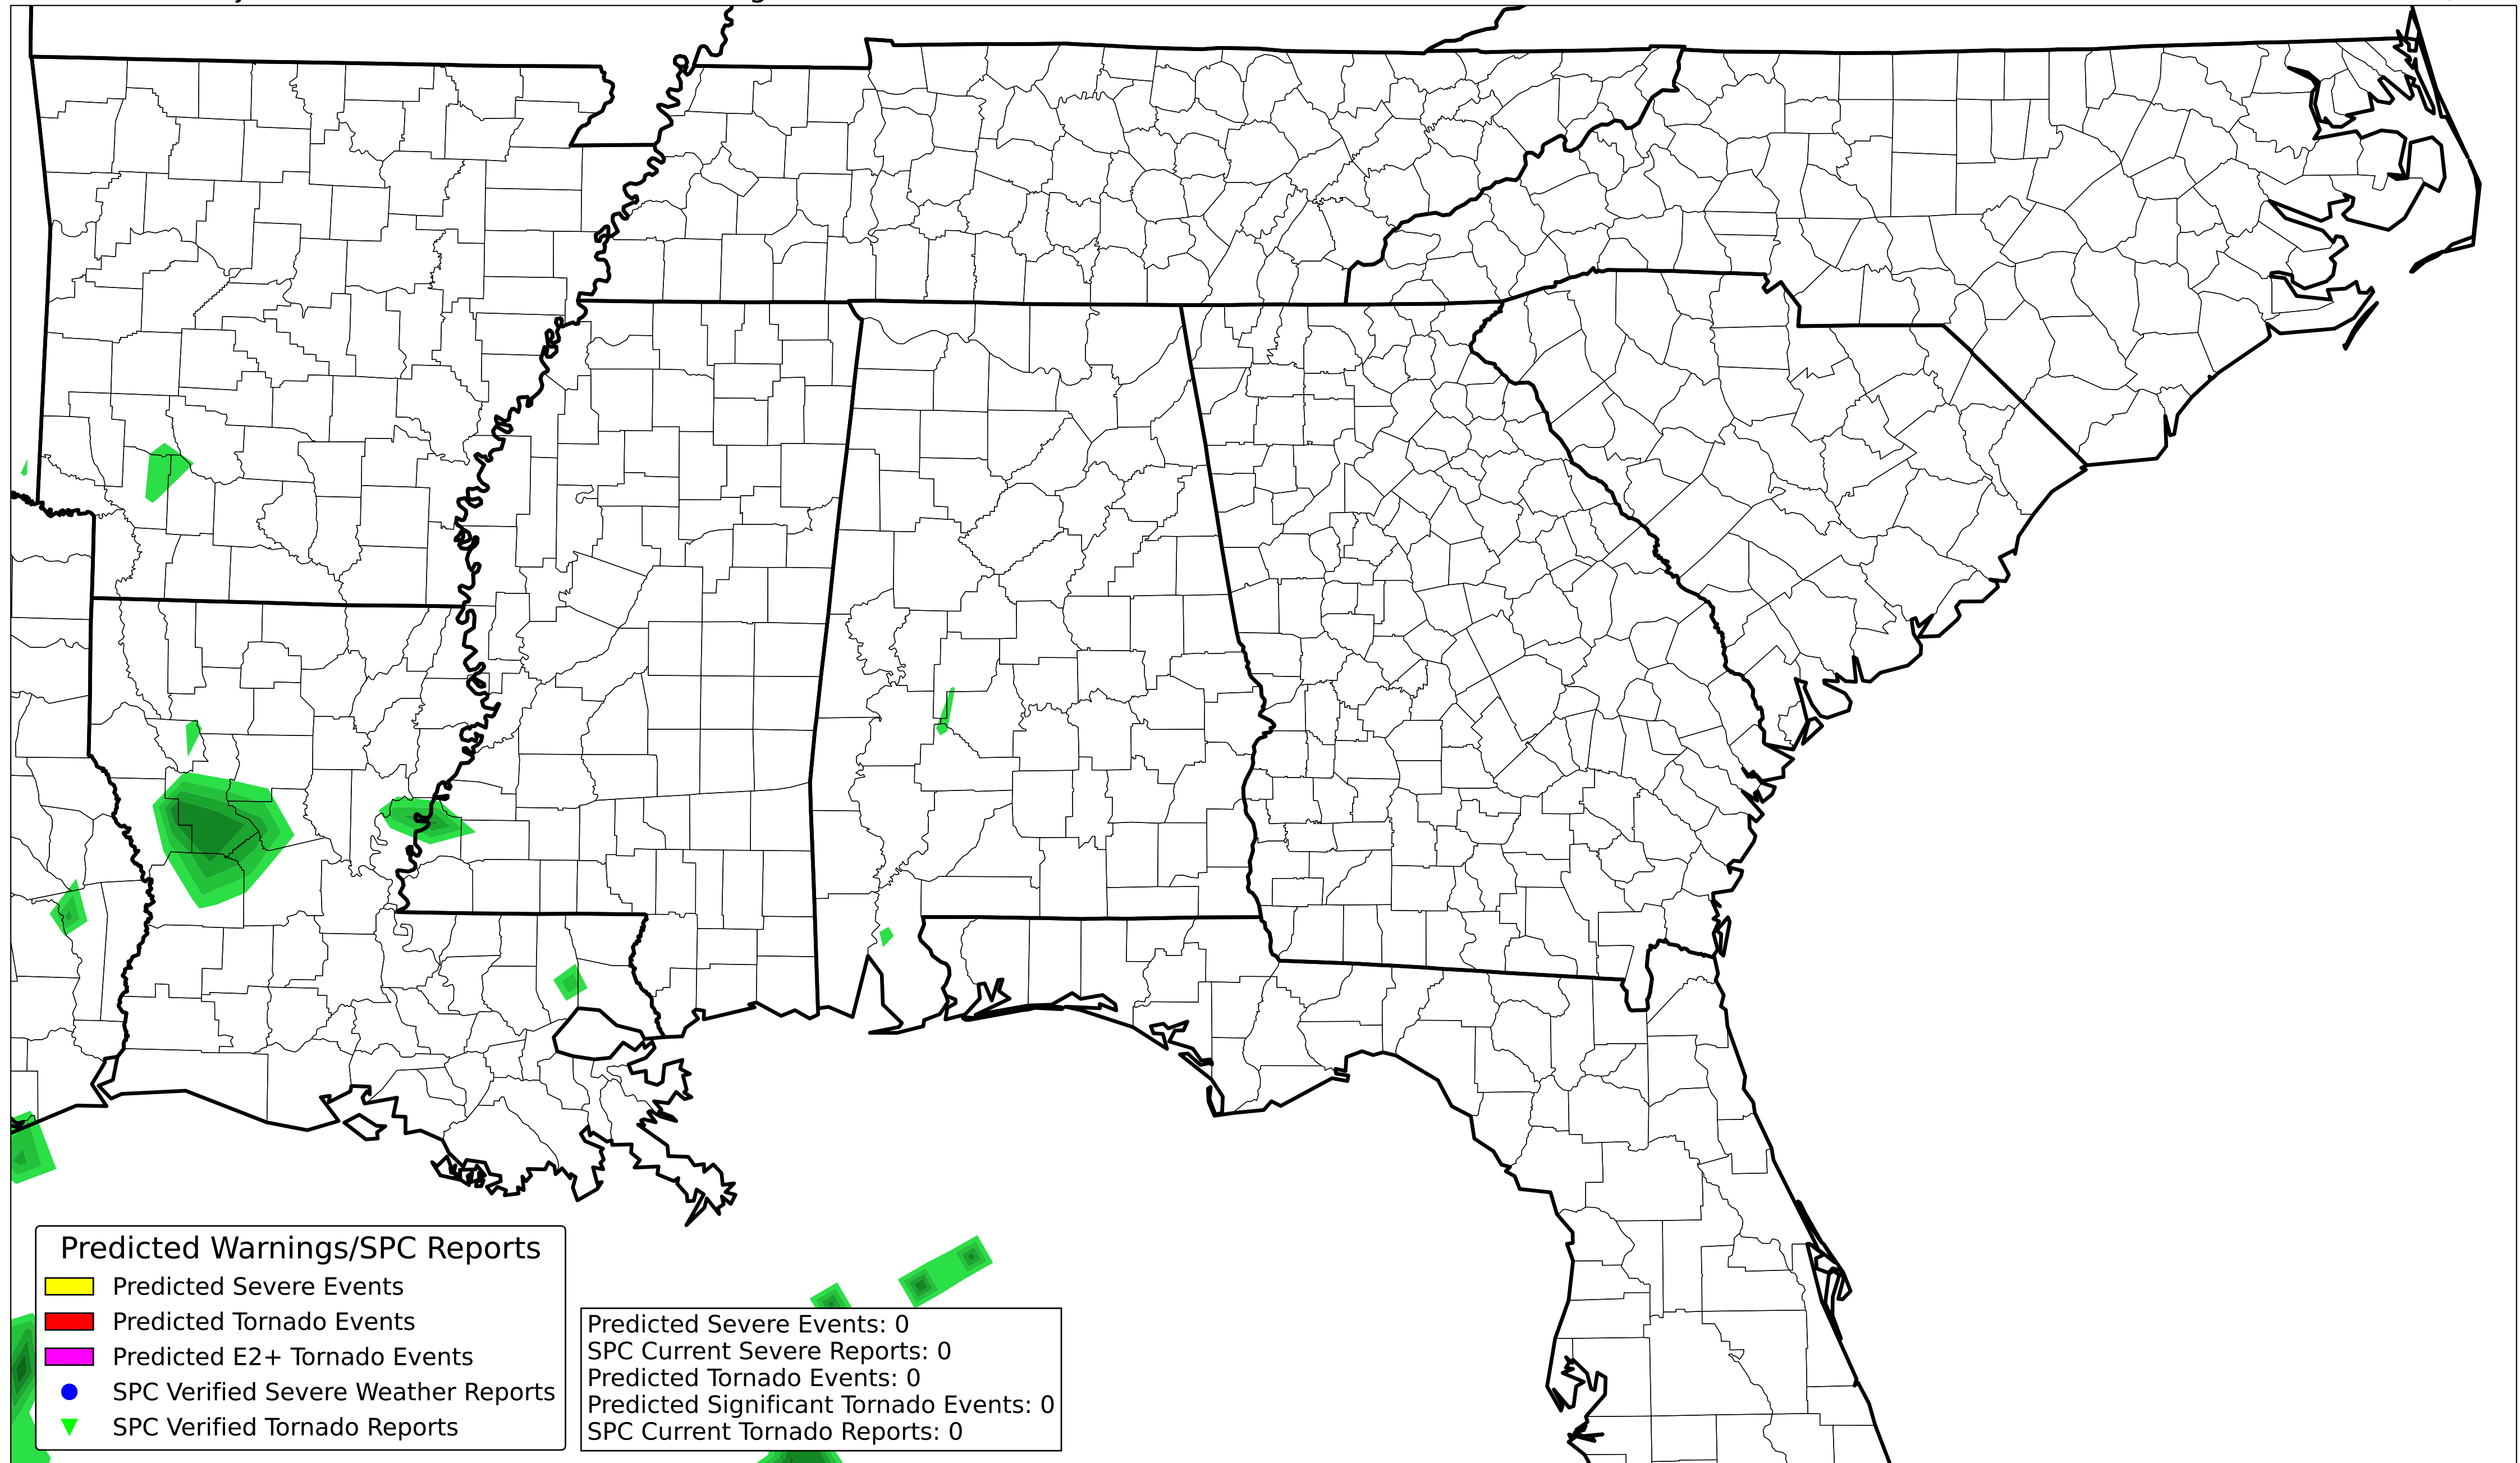 Predicted Warnings/SPC Reports
Predicted Severe Events
Predicted Tornado Events
Predicted E2+ Tornado Events
SPC Verified Severe Weather Reports
SPC Verified Tornado Reports
Predicted Severe Events: 0
SPC Current Severe Reports: 0
Predicted Tornado Events: 0
Predicted Significant Tornado Events: 0
SPC Current Tornado Reports: 0